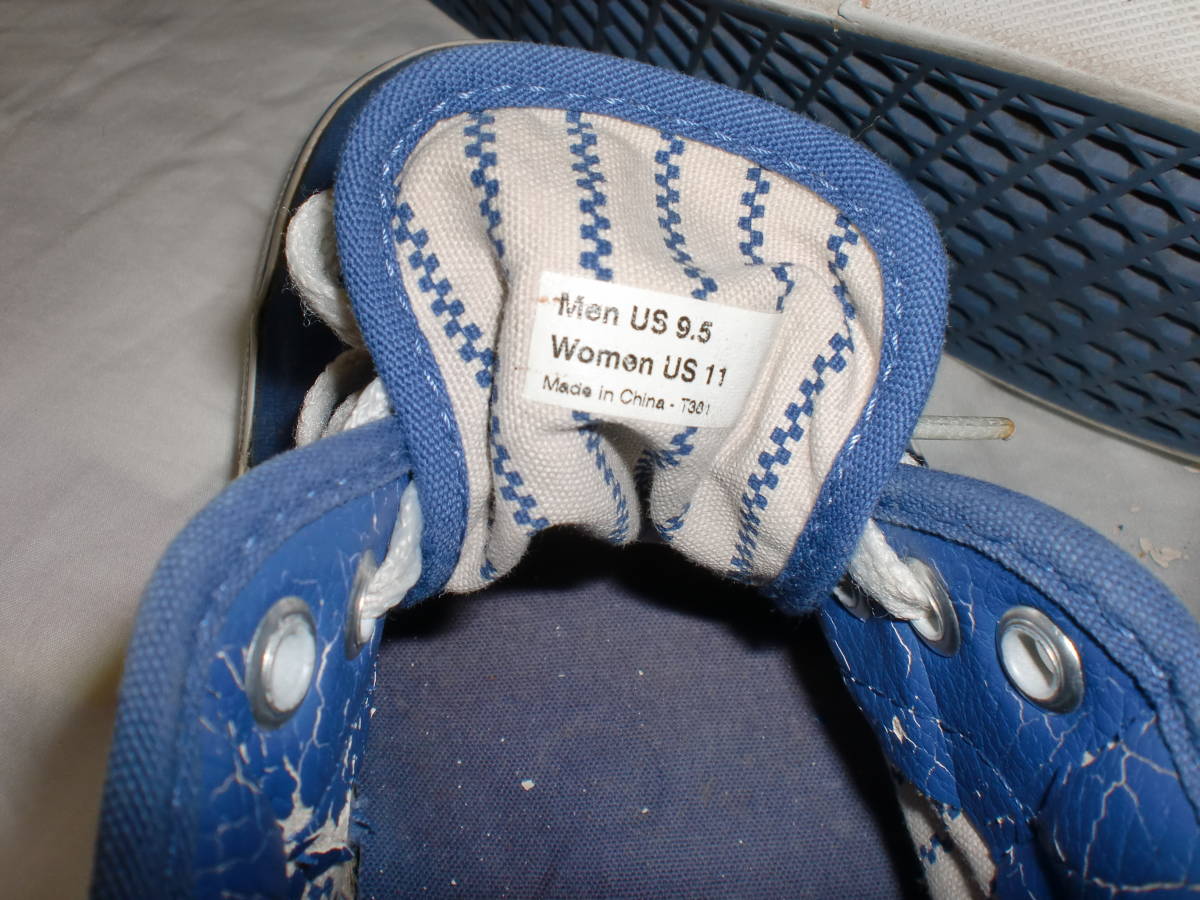 Men US 9.5
Women US 11
Made in China - T381